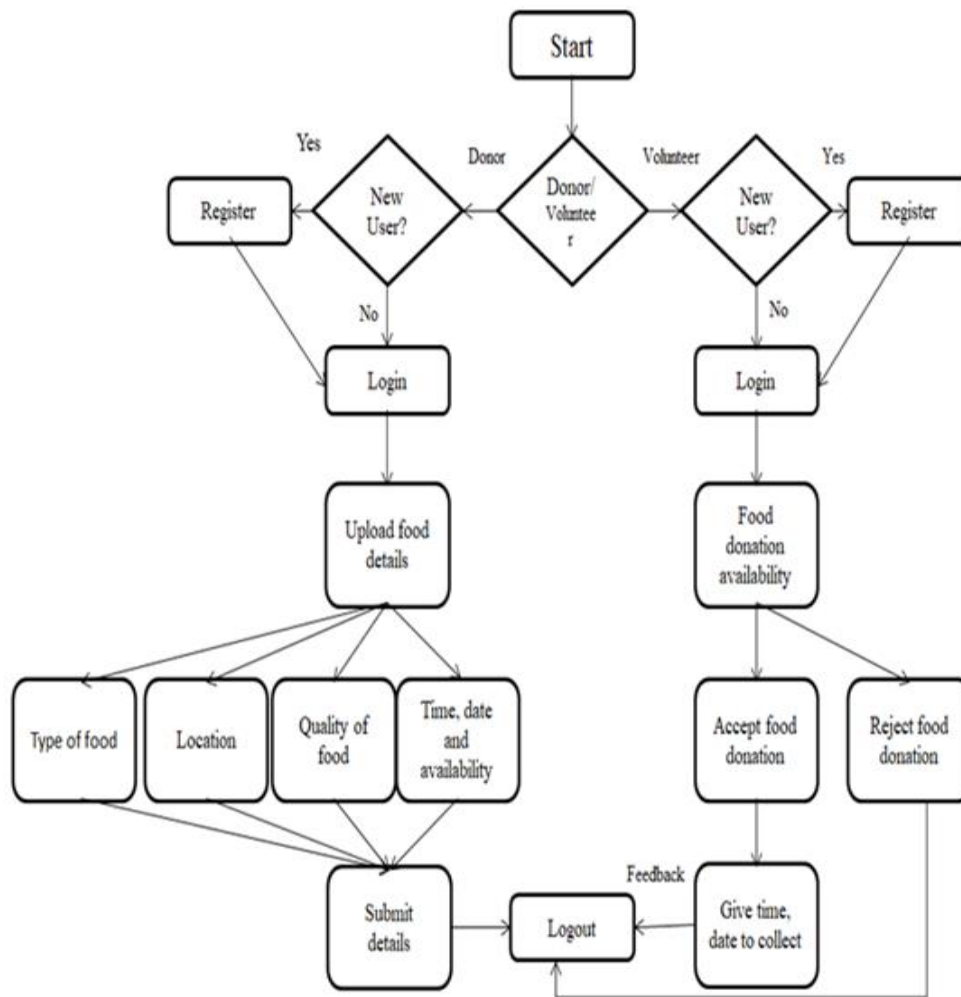 Start
Yes
Donor
Volunteer
Yes
Register
New
User?
Donor/
Voluntee
r
New
User?
Register
No
No
Login
Login
Upload food
details
Food
donation
availability
Type of food
Location
Quality of
food
Time, date
and
availability
Accept food
donation
Reject food
donation
Feedback
Submit
details
Logout
Give time,
date to collect